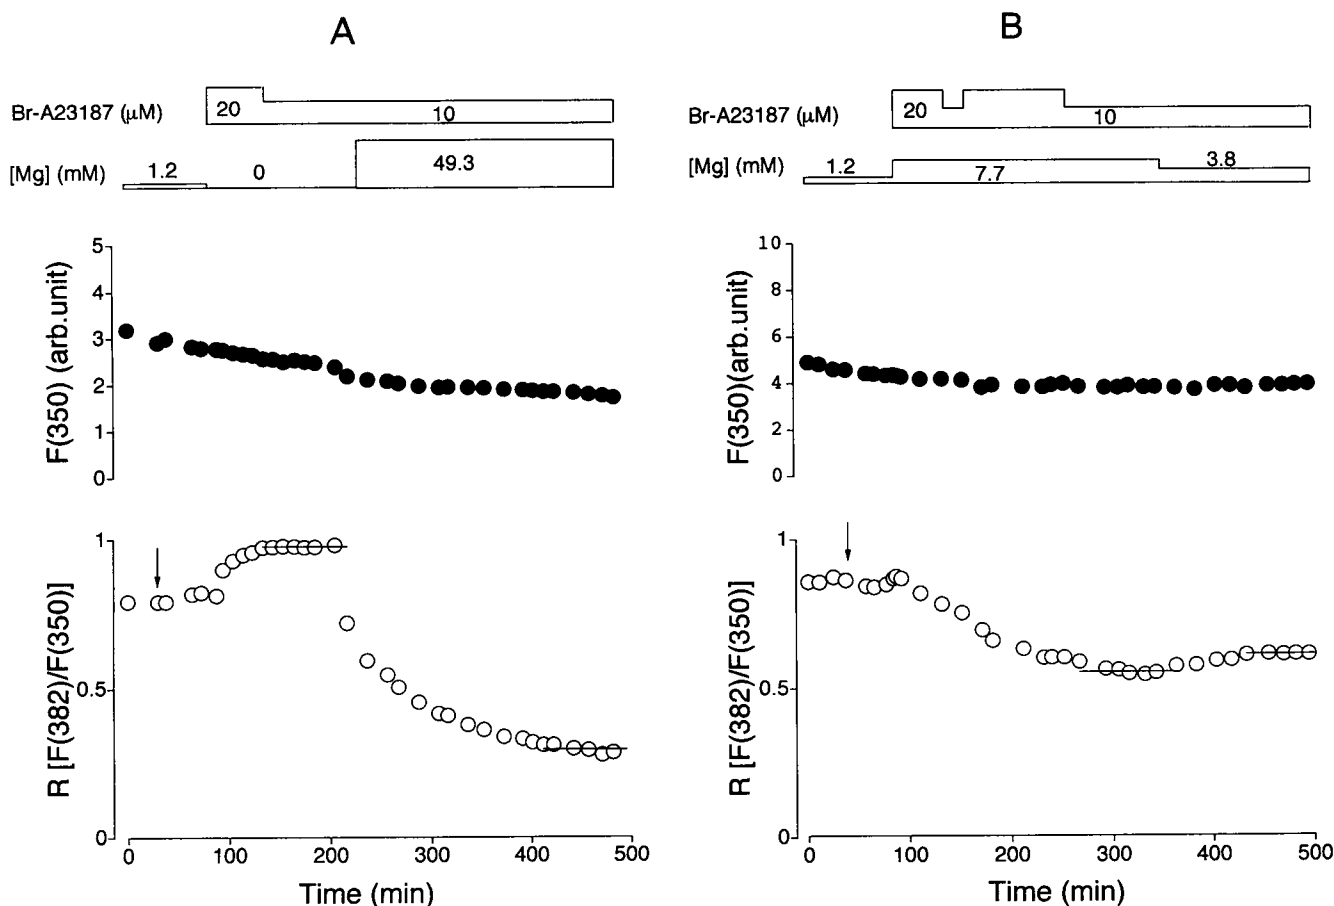 A
Br-A23187 (μM)
20
10
[Mg] (mM)
1.2
0
49.3
F(350) (arb.unit)
5
4
3
2
1
0
R [F(382)/F(350)]
1
0.5
0
0 100 200 300 400 500
Time (min)
B
Br-A23187 (μM)
20
10
[Mg] (mM)
1.2
7.7
3.8
F(350)(arb.unit)
10
8
6
4
2
0
R [F(382)/F(350)]
1
0.5
0
0 100 200 300 400 500
Time (min)